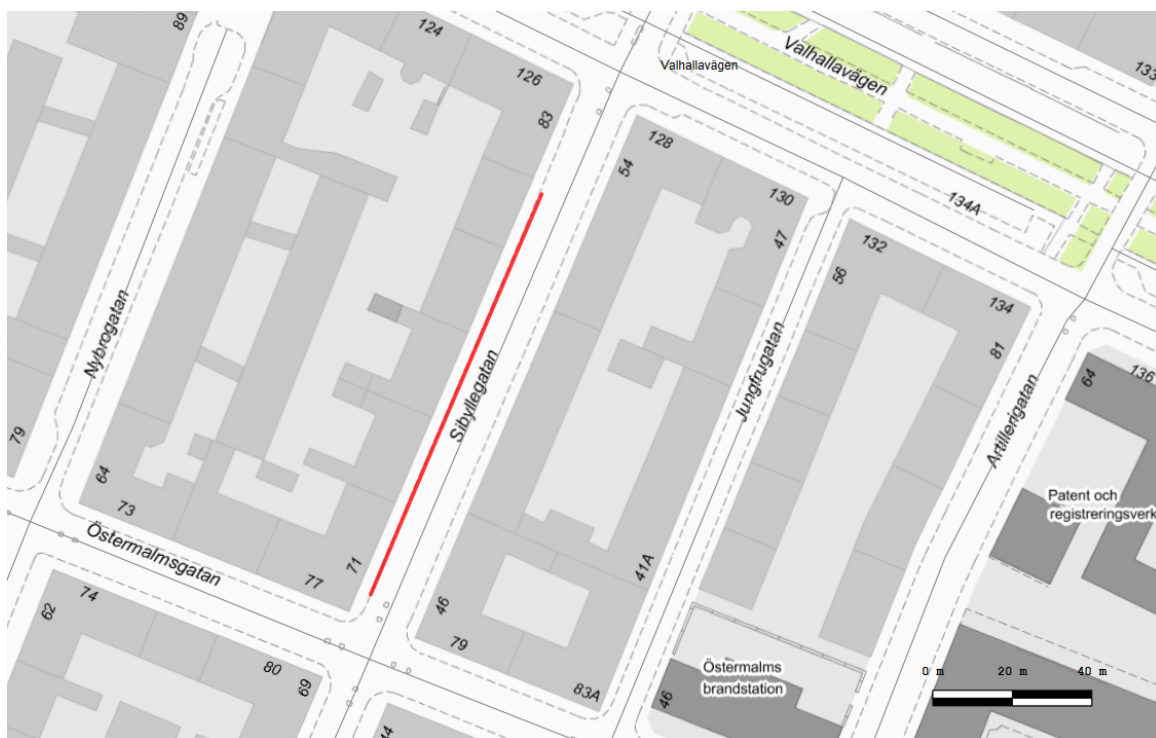 89
124
126
83
Valhallavägen
Valhallavägen
133
128
54
130
47
134A
132
56
134
81
136
64
Nybrogatan
Sibyllegatan
Jungfrugatan
Artillerigatan
Patent och
registreringsverk
79
64
73
Östermalmsgatan
77
71
41A
46
79
83A
62
74
80
69
44
Östermalms
brandstation
46
0 m
20 m
40 m